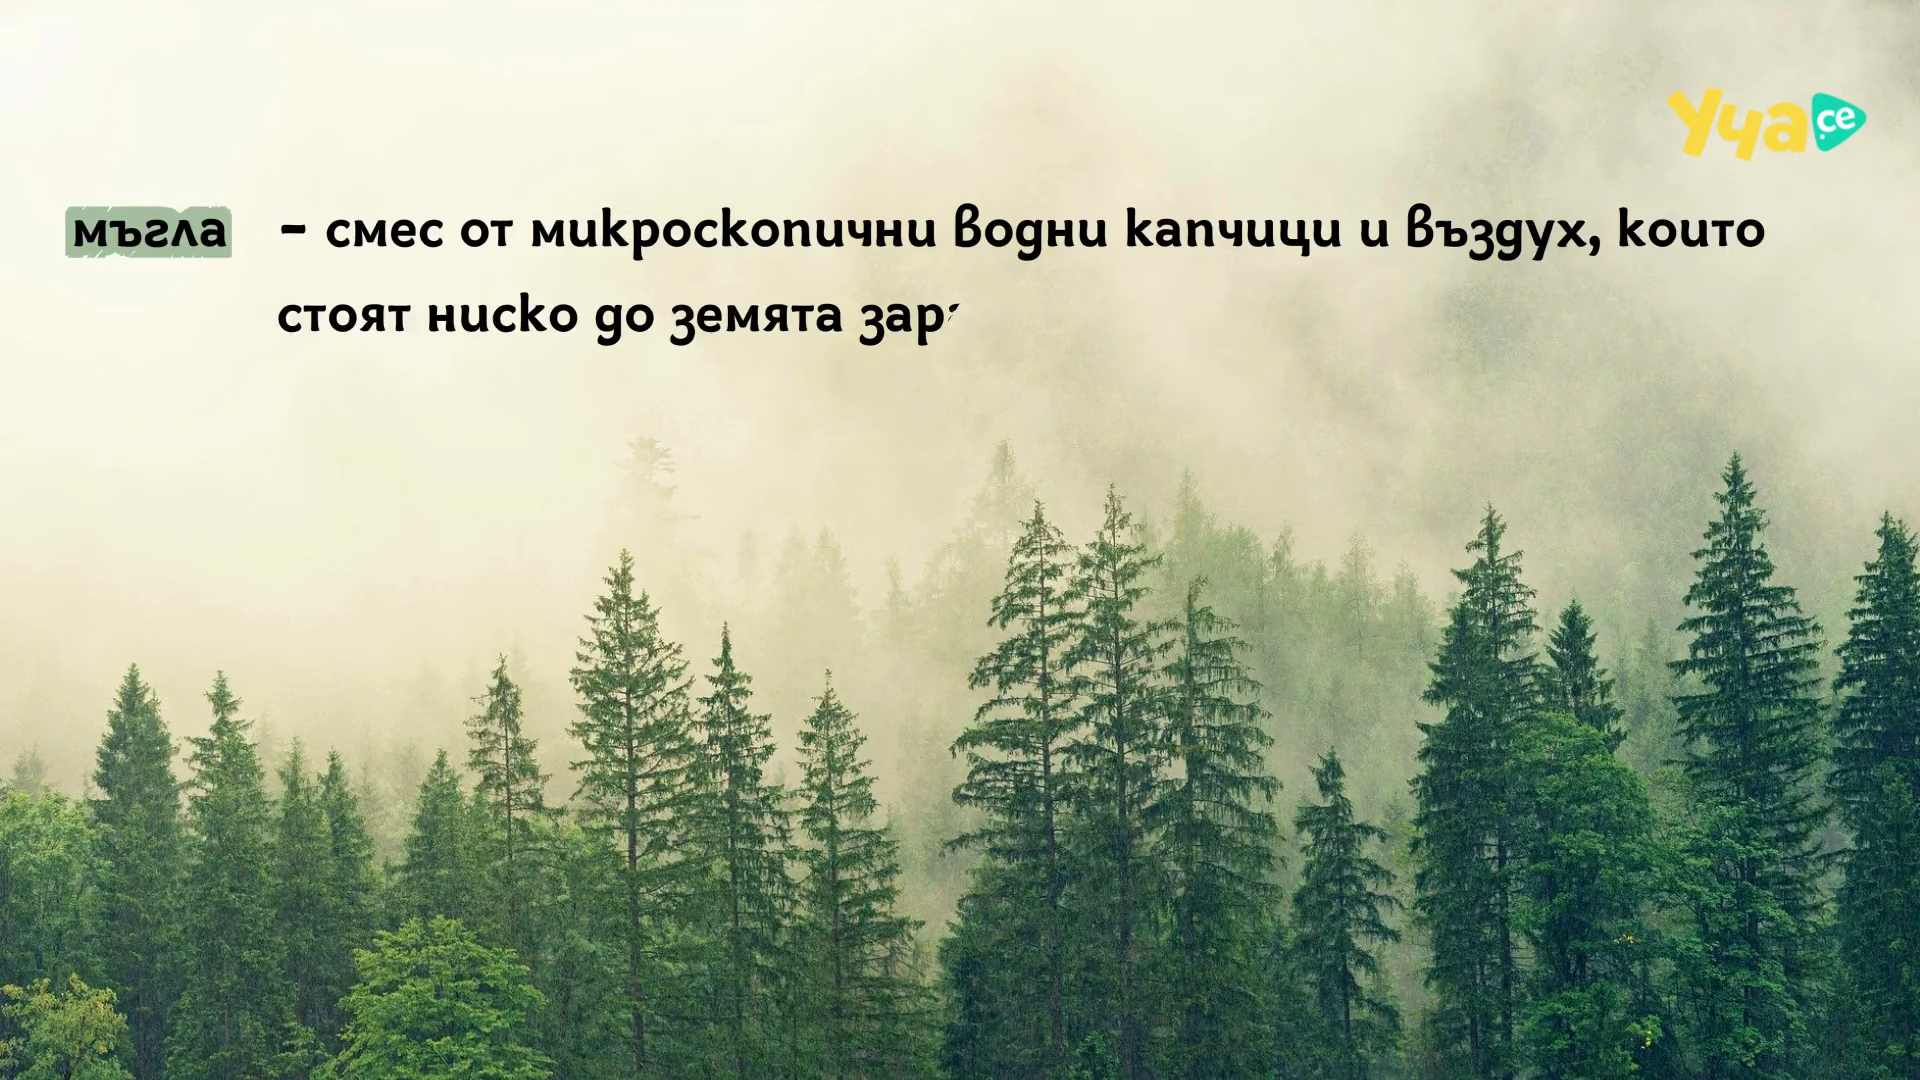 Уча.се
мъгла – смес от микроскопични водни капчици и въздух, които
стоят ниско до земята